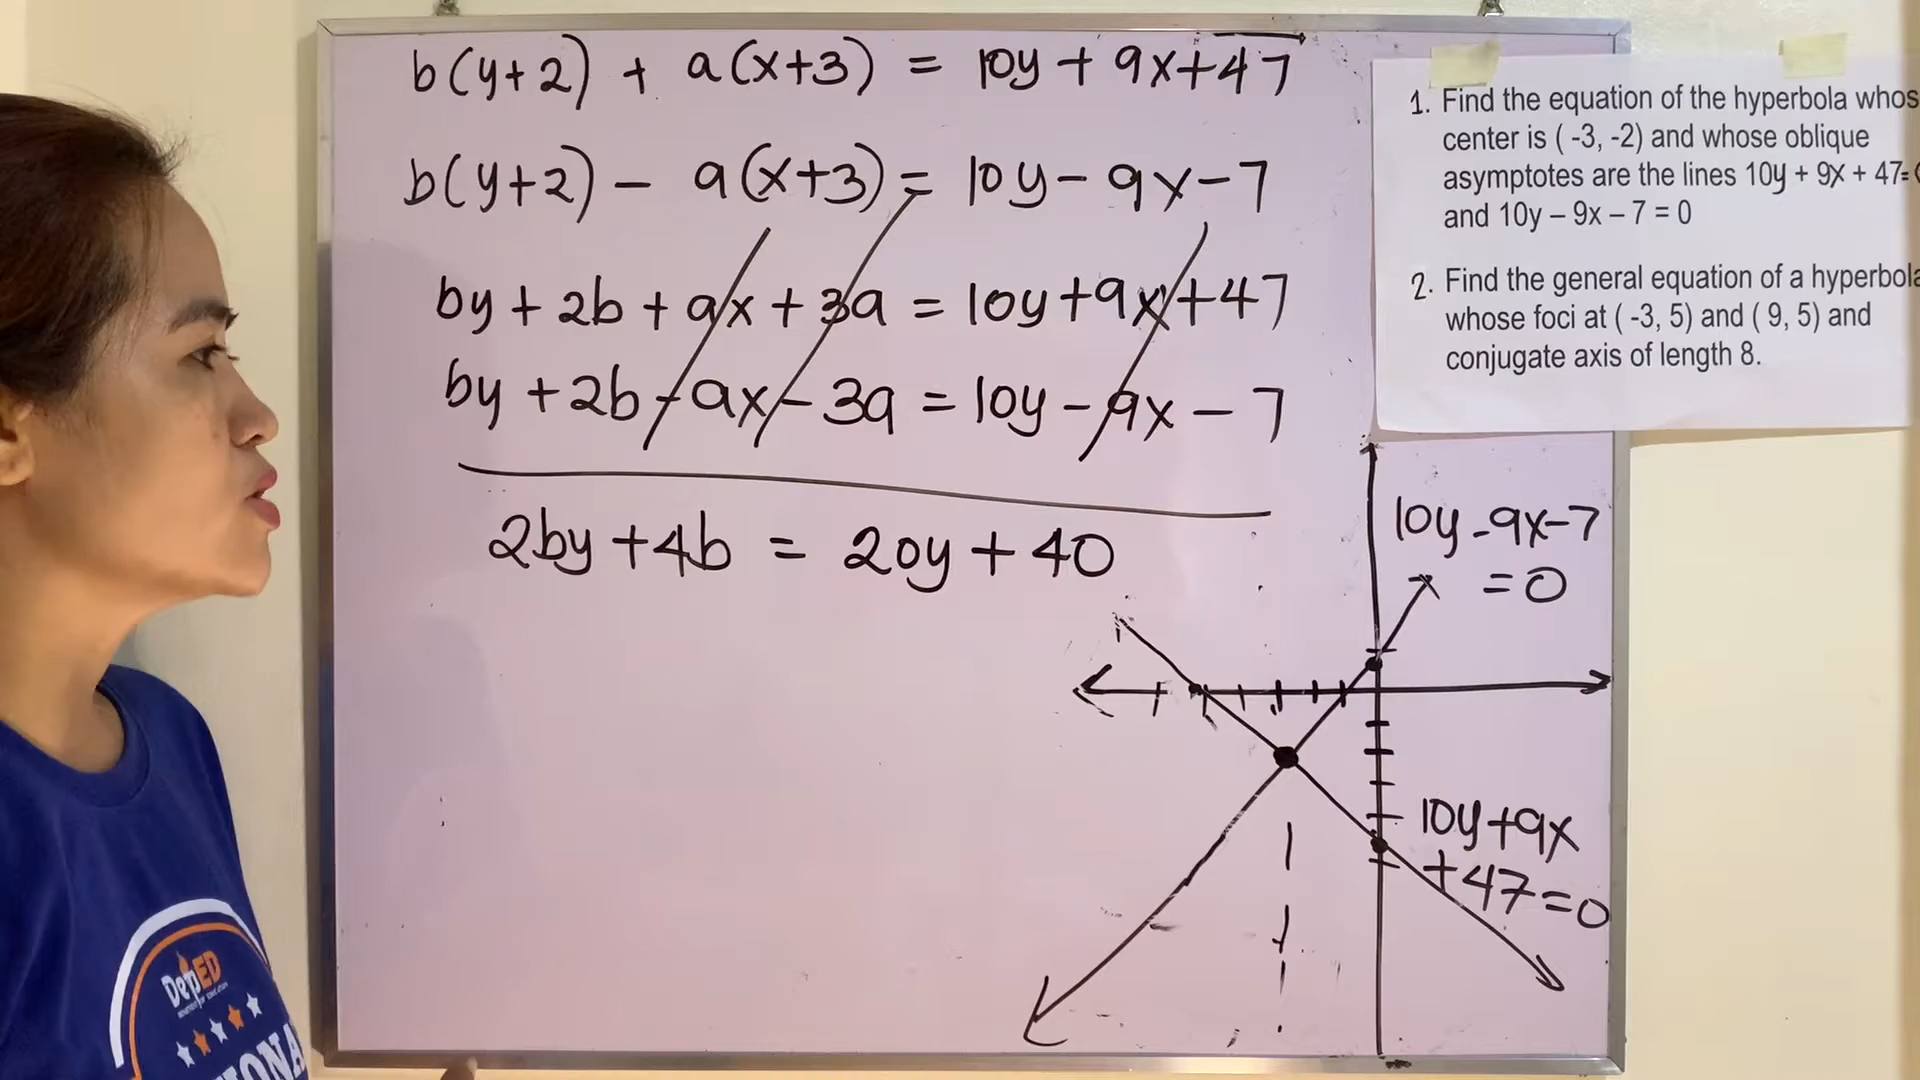 b(y+2) + a(x+3) = 10y + 9x+47
b(y+2) - a(x+3) = 10y - 9x - 7
by + 2b + ax + 3a = 10y + 9x + 47
by + 2b - ax - 3a = 10y - 9x - 7
2by + 4b = 20y + 40
1. Find the equation of the hyperbola whos
center is ( -3, -2) and whose oblique
asymptotes are the lines 10y + 9x + 47=
and 10y – 9x – 7 = 0
2. Find the general equation of a hyperbola
whose foci at ( -3, 5) and ( 9, 5) and
conjugate axis of length 8.
10y - 9x - 7
= 0
10y + 9x
+ 47 = 0
DepED